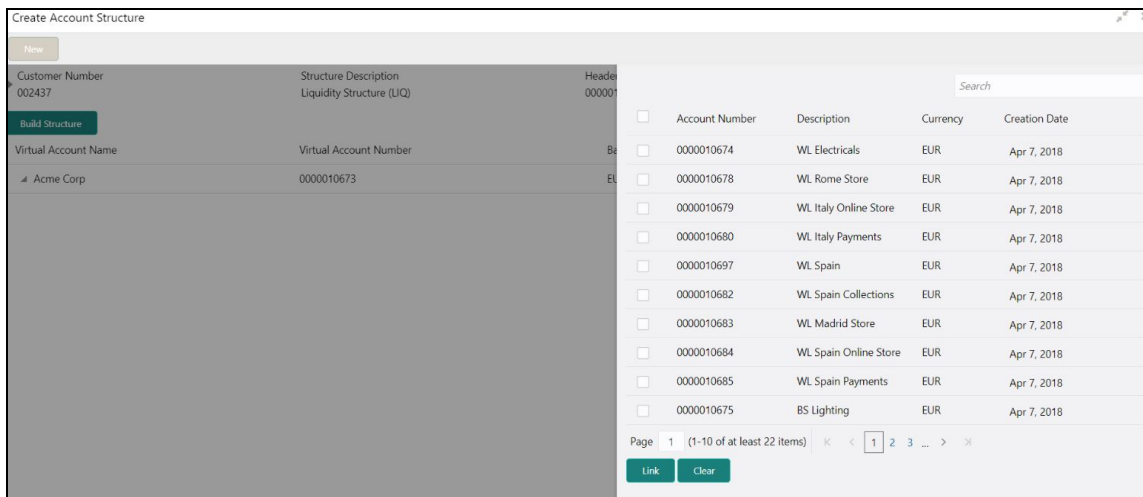 Create Account Structure
New
Customer Number Structure Description Header
002437 Liquidity Structure (LIQ) 000001
Build Structure
Virtual Account Name Virtual Account Number Ba
Acme Corp 0000010673 EU
Search
Account Number Description Currency Creation Date
0000010674 WL Electricals EUR Apr 7, 2018
0000010678 WL Rome Store EUR Apr 7, 2018
0000010679 WL Italy Online Store EUR Apr 7, 2018
0000010680 WL Italy Payments EUR Apr 7, 2018
0000010697 WL Spain EUR Apr 7, 2018
0000010682 WL Spain Collections EUR Apr 7, 2018
0000010683 WL Madrid Store EUR Apr 7, 2018
0000010684 WL Spain Online Store EUR Apr 7, 2018
0000010685 WL Spain Payments EUR Apr 7, 2018
0000010675 BS Lighting EUR Apr 7, 2018
Page 1 (1-10 of at least 22 items) 1 2 3 ...
Link Clear